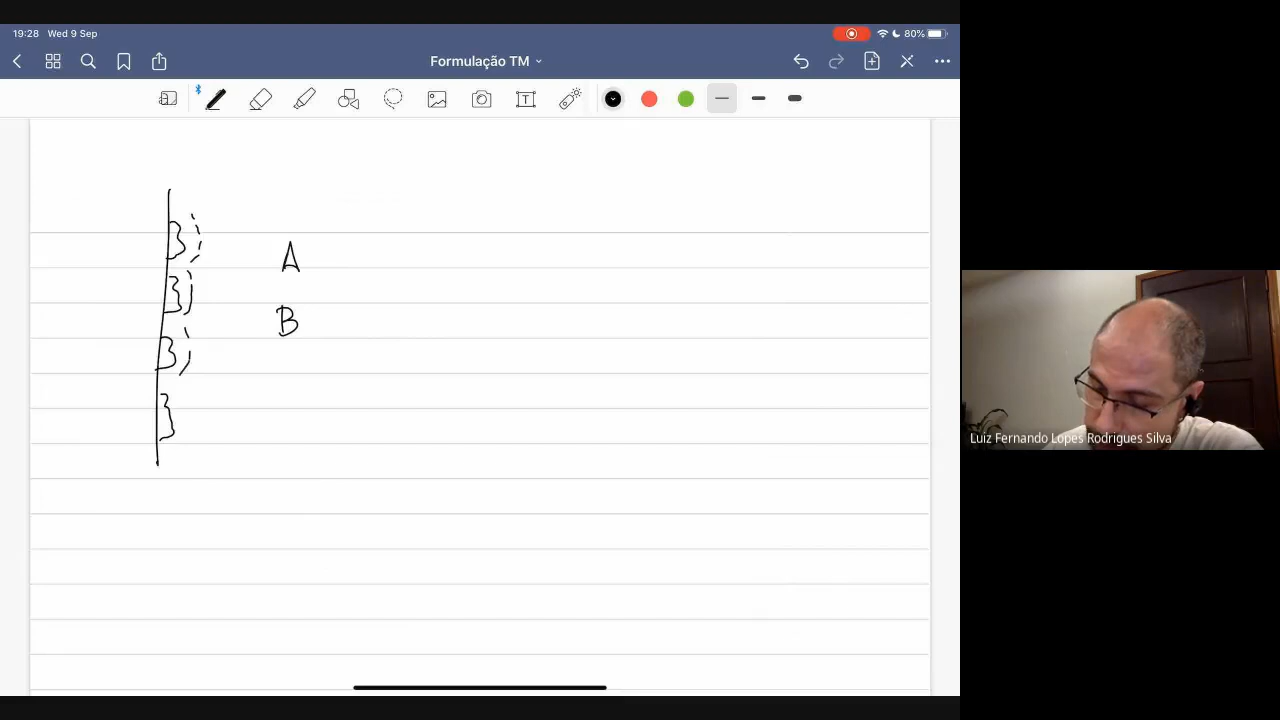 19:28 Wed 9 Sep
80%
Formulação TM
T
A
B
Luiz Fernando Lopes Rodrigues Silva